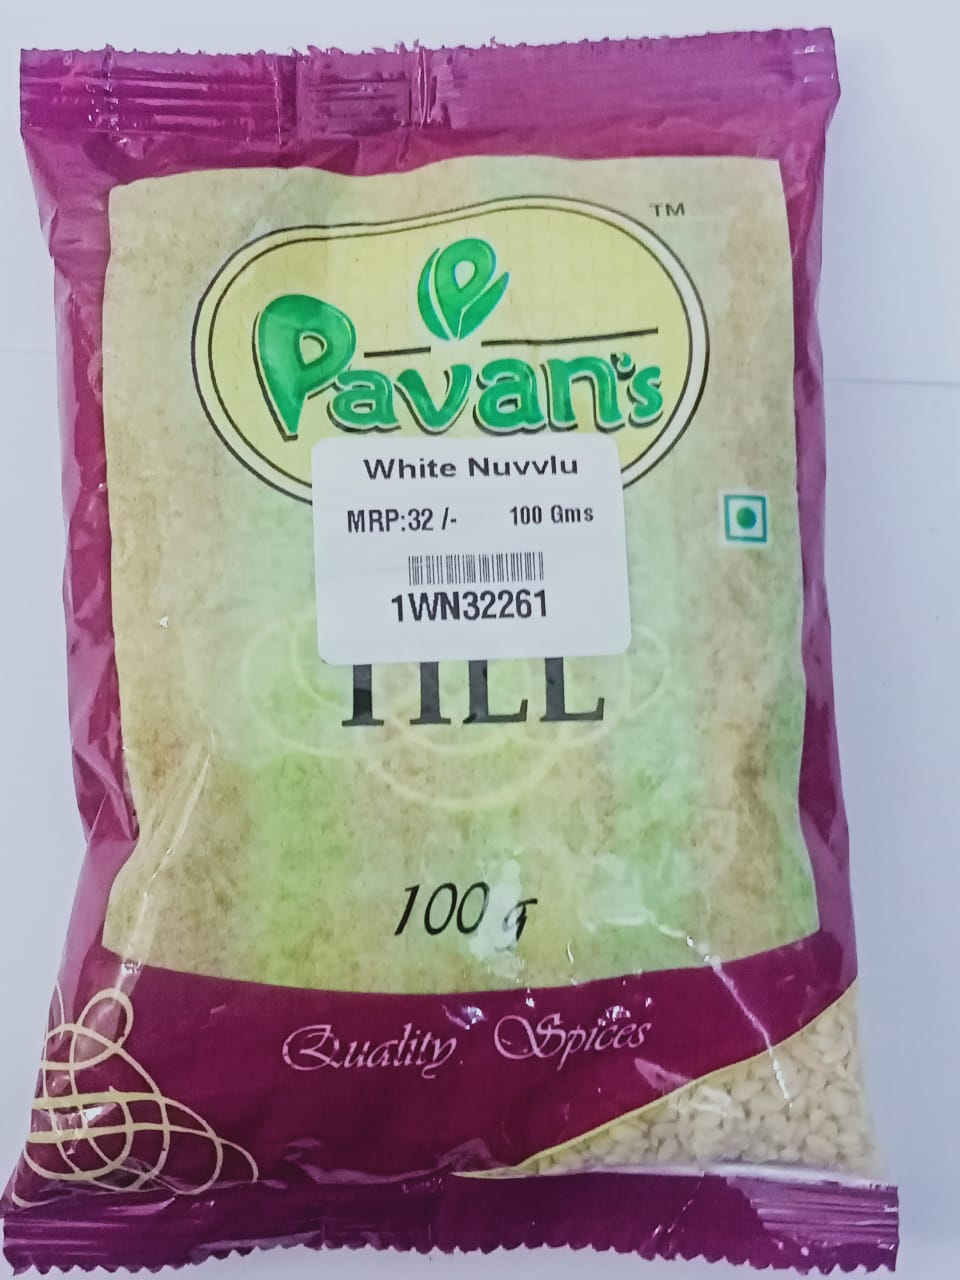 TM
Pavan's
White Nuvvlu
MRP:32 /- 100 Gms
1WN32261
TILL
100 g
Quality Spices